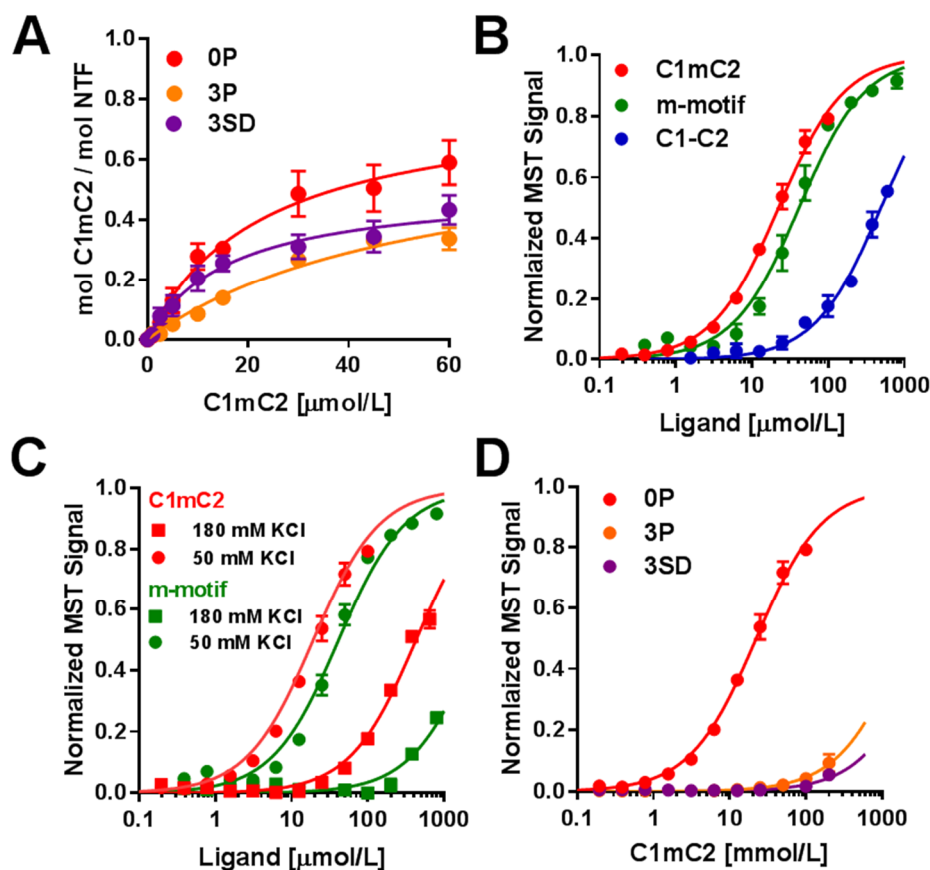 A
1.0
0.8
0.6
0.4
0.2
0.0
mol C1mC2 / mol NTF
0P
3P
3SD
0
20
40
60
C1mC2 [μmol/L]
B
1.0
0.8
0.6
0.4
0.2
0.0
Normlaized MST Signal
C1mC2
m-motif
C1-C2
0.1
1
10
100
1000
Ligand [μmol/L]
C
1.0
0.8
0.6
0.4
0.2
0.0
Normalized MST Signal
C1mC2
180 mM KCl
50 mM KCl
m-motif
180 mM KCl
50 mM KCl
0.1
1
10
100
1000
Ligand [μmol/L]
D
1.0
0.8
0.6
0.4
0.2
0.0
Normlaized MST Signal
0P
3P
3SD
0.1
1
10
100
1000
C1mC2 [mmol/L]